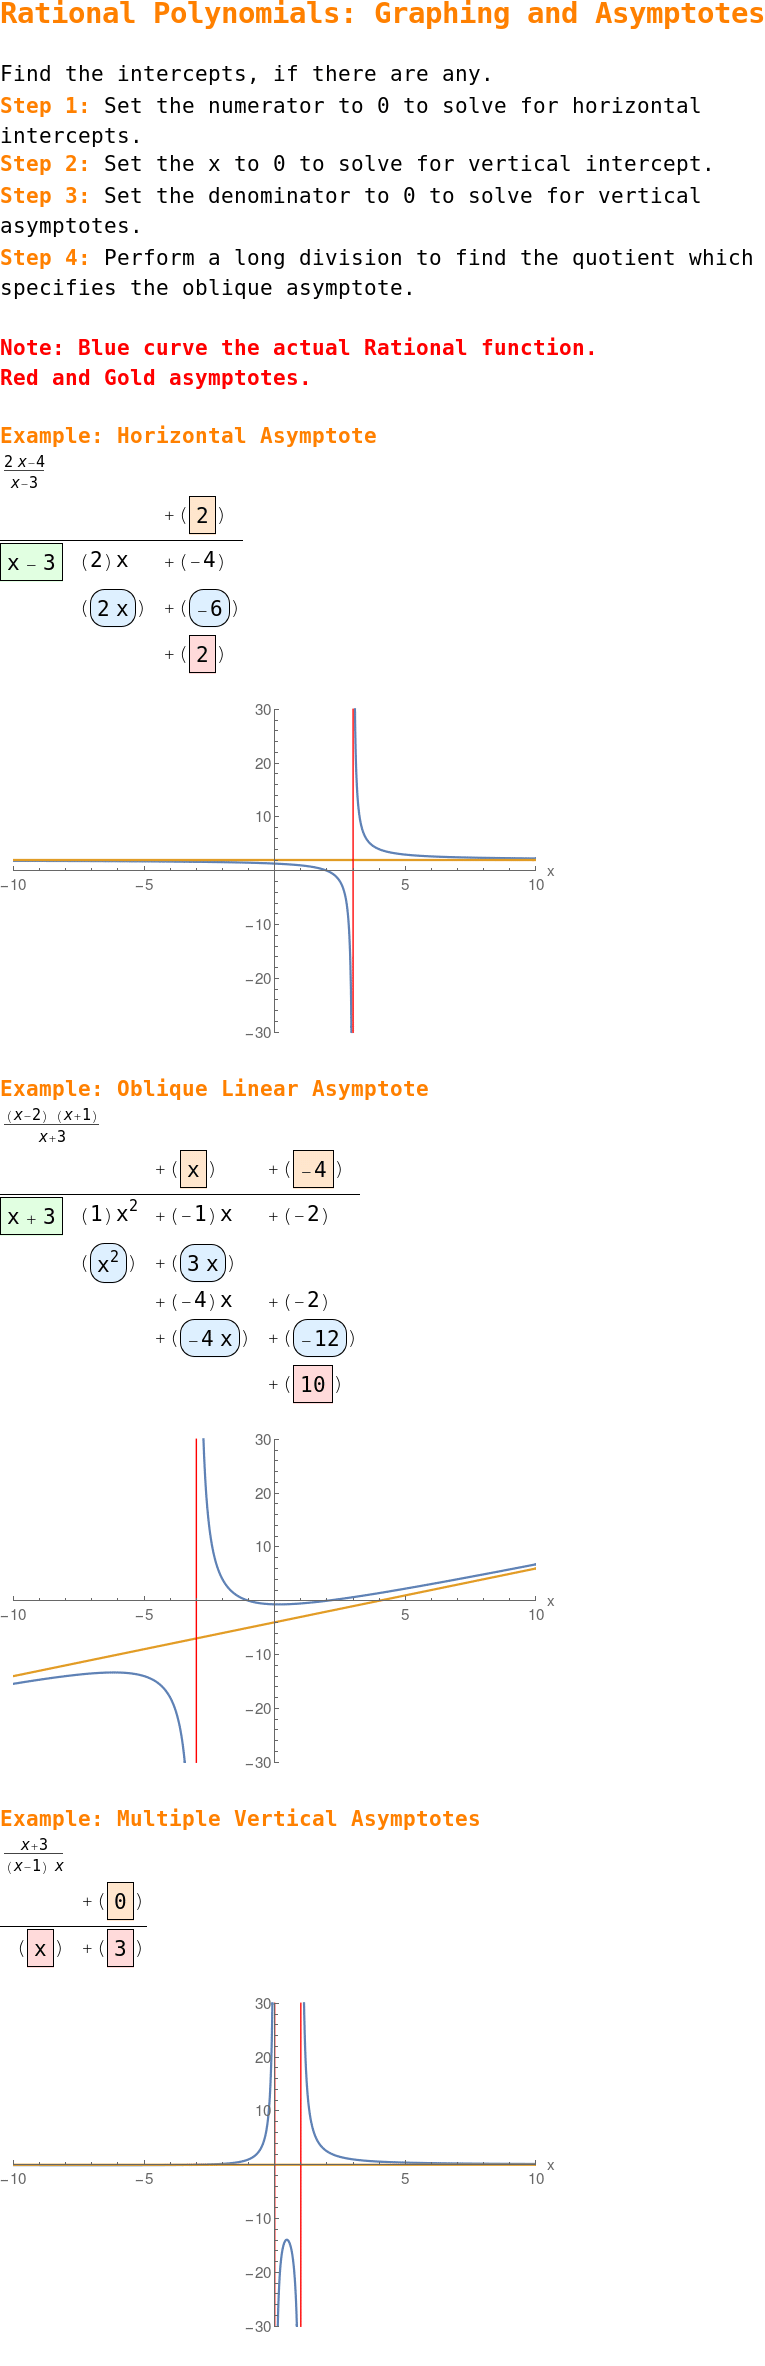 Rational Polynomials: Graphing and Asymptotes
Find the intercepts, if there are any.
Step 1: Set the numerator to 0 to solve for horizontal
intercepts.
Step 2: Set the x to 0 to solve for vertical intercept.
Step 3: Set the denominator to 0 to solve for vertical
asymptotes.
Step 4: Perform a long division to find the quotient which
specifies the oblique asymptote.
Note: Blue curve the actual Rational function.
Red and Gold asymptotes.
Example: Horizontal Asymptote
2 x−4
x−3
+ ( 2 )
x − 3 (2) x + (−4)
( 2 x ) + ( −6 )
+ ( 2 )
30
20
10
−10 −5 5 10 x
−10
−20
−30
Example: Oblique Linear Asymptote
(x−2) (x+1)
x+3
+ ( x ) + ( −4 )
x + 3 (1) x² + (−1) x + (−2)
( x² ) + ( 3 x )
+ (−4) x + (−2)
+ ( −4 x ) + ( −12 )
+ ( 10 )
30
20
10
−10 −5 5 10 x
−10
−20
−30
Example: Multiple Vertical Asymptotes
x+3
(x−1) x
+ ( 0 )
( x ) + ( 3 )
30
20
10
−10 −5 5 10 x
−10
−20
−30